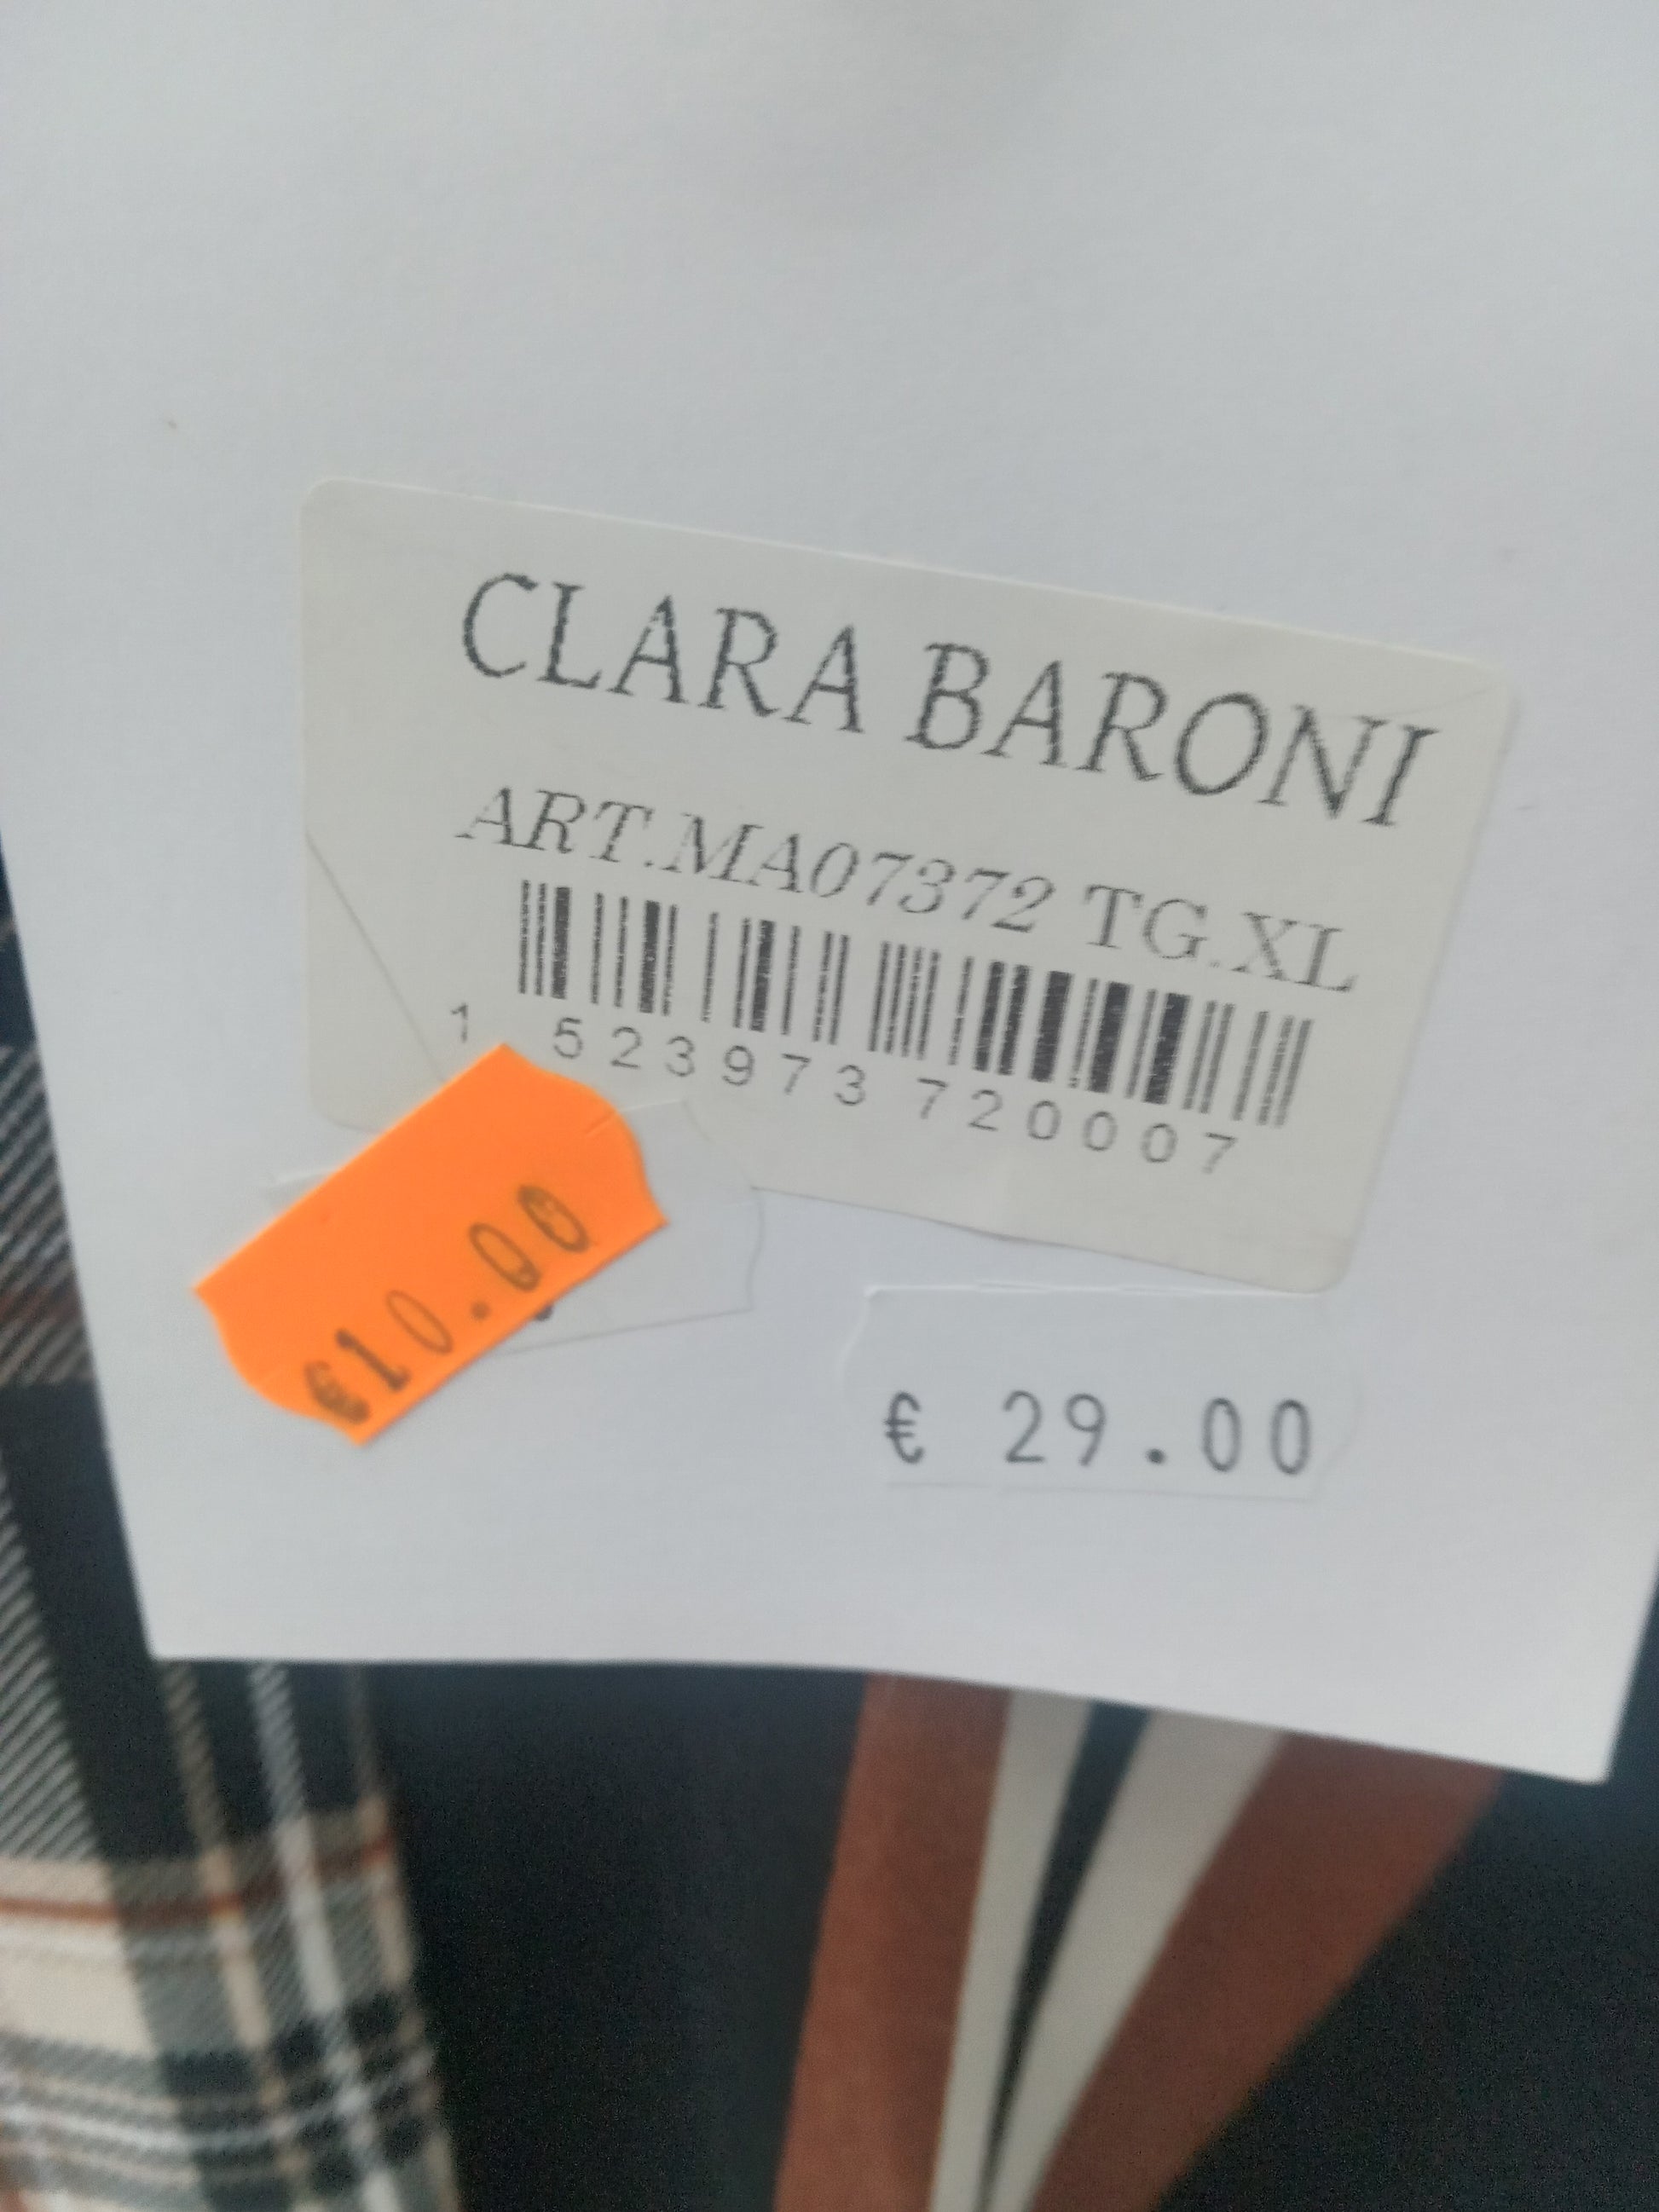 CLARA BARONI
ART.MA07372 TG.XL
1 523973 720007
€10.00
€ 29.00